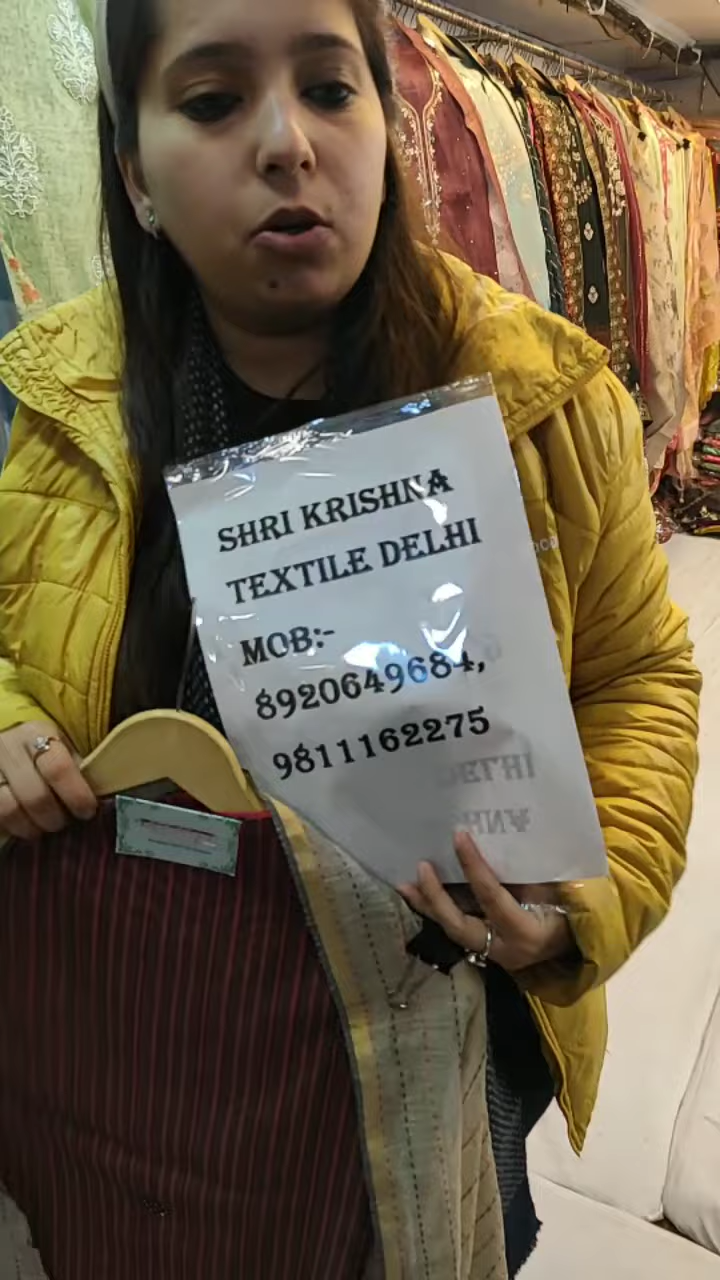 SHRI KRISHNA
TEXTILE DELHI
MOB:-
8920649684,
9811162275